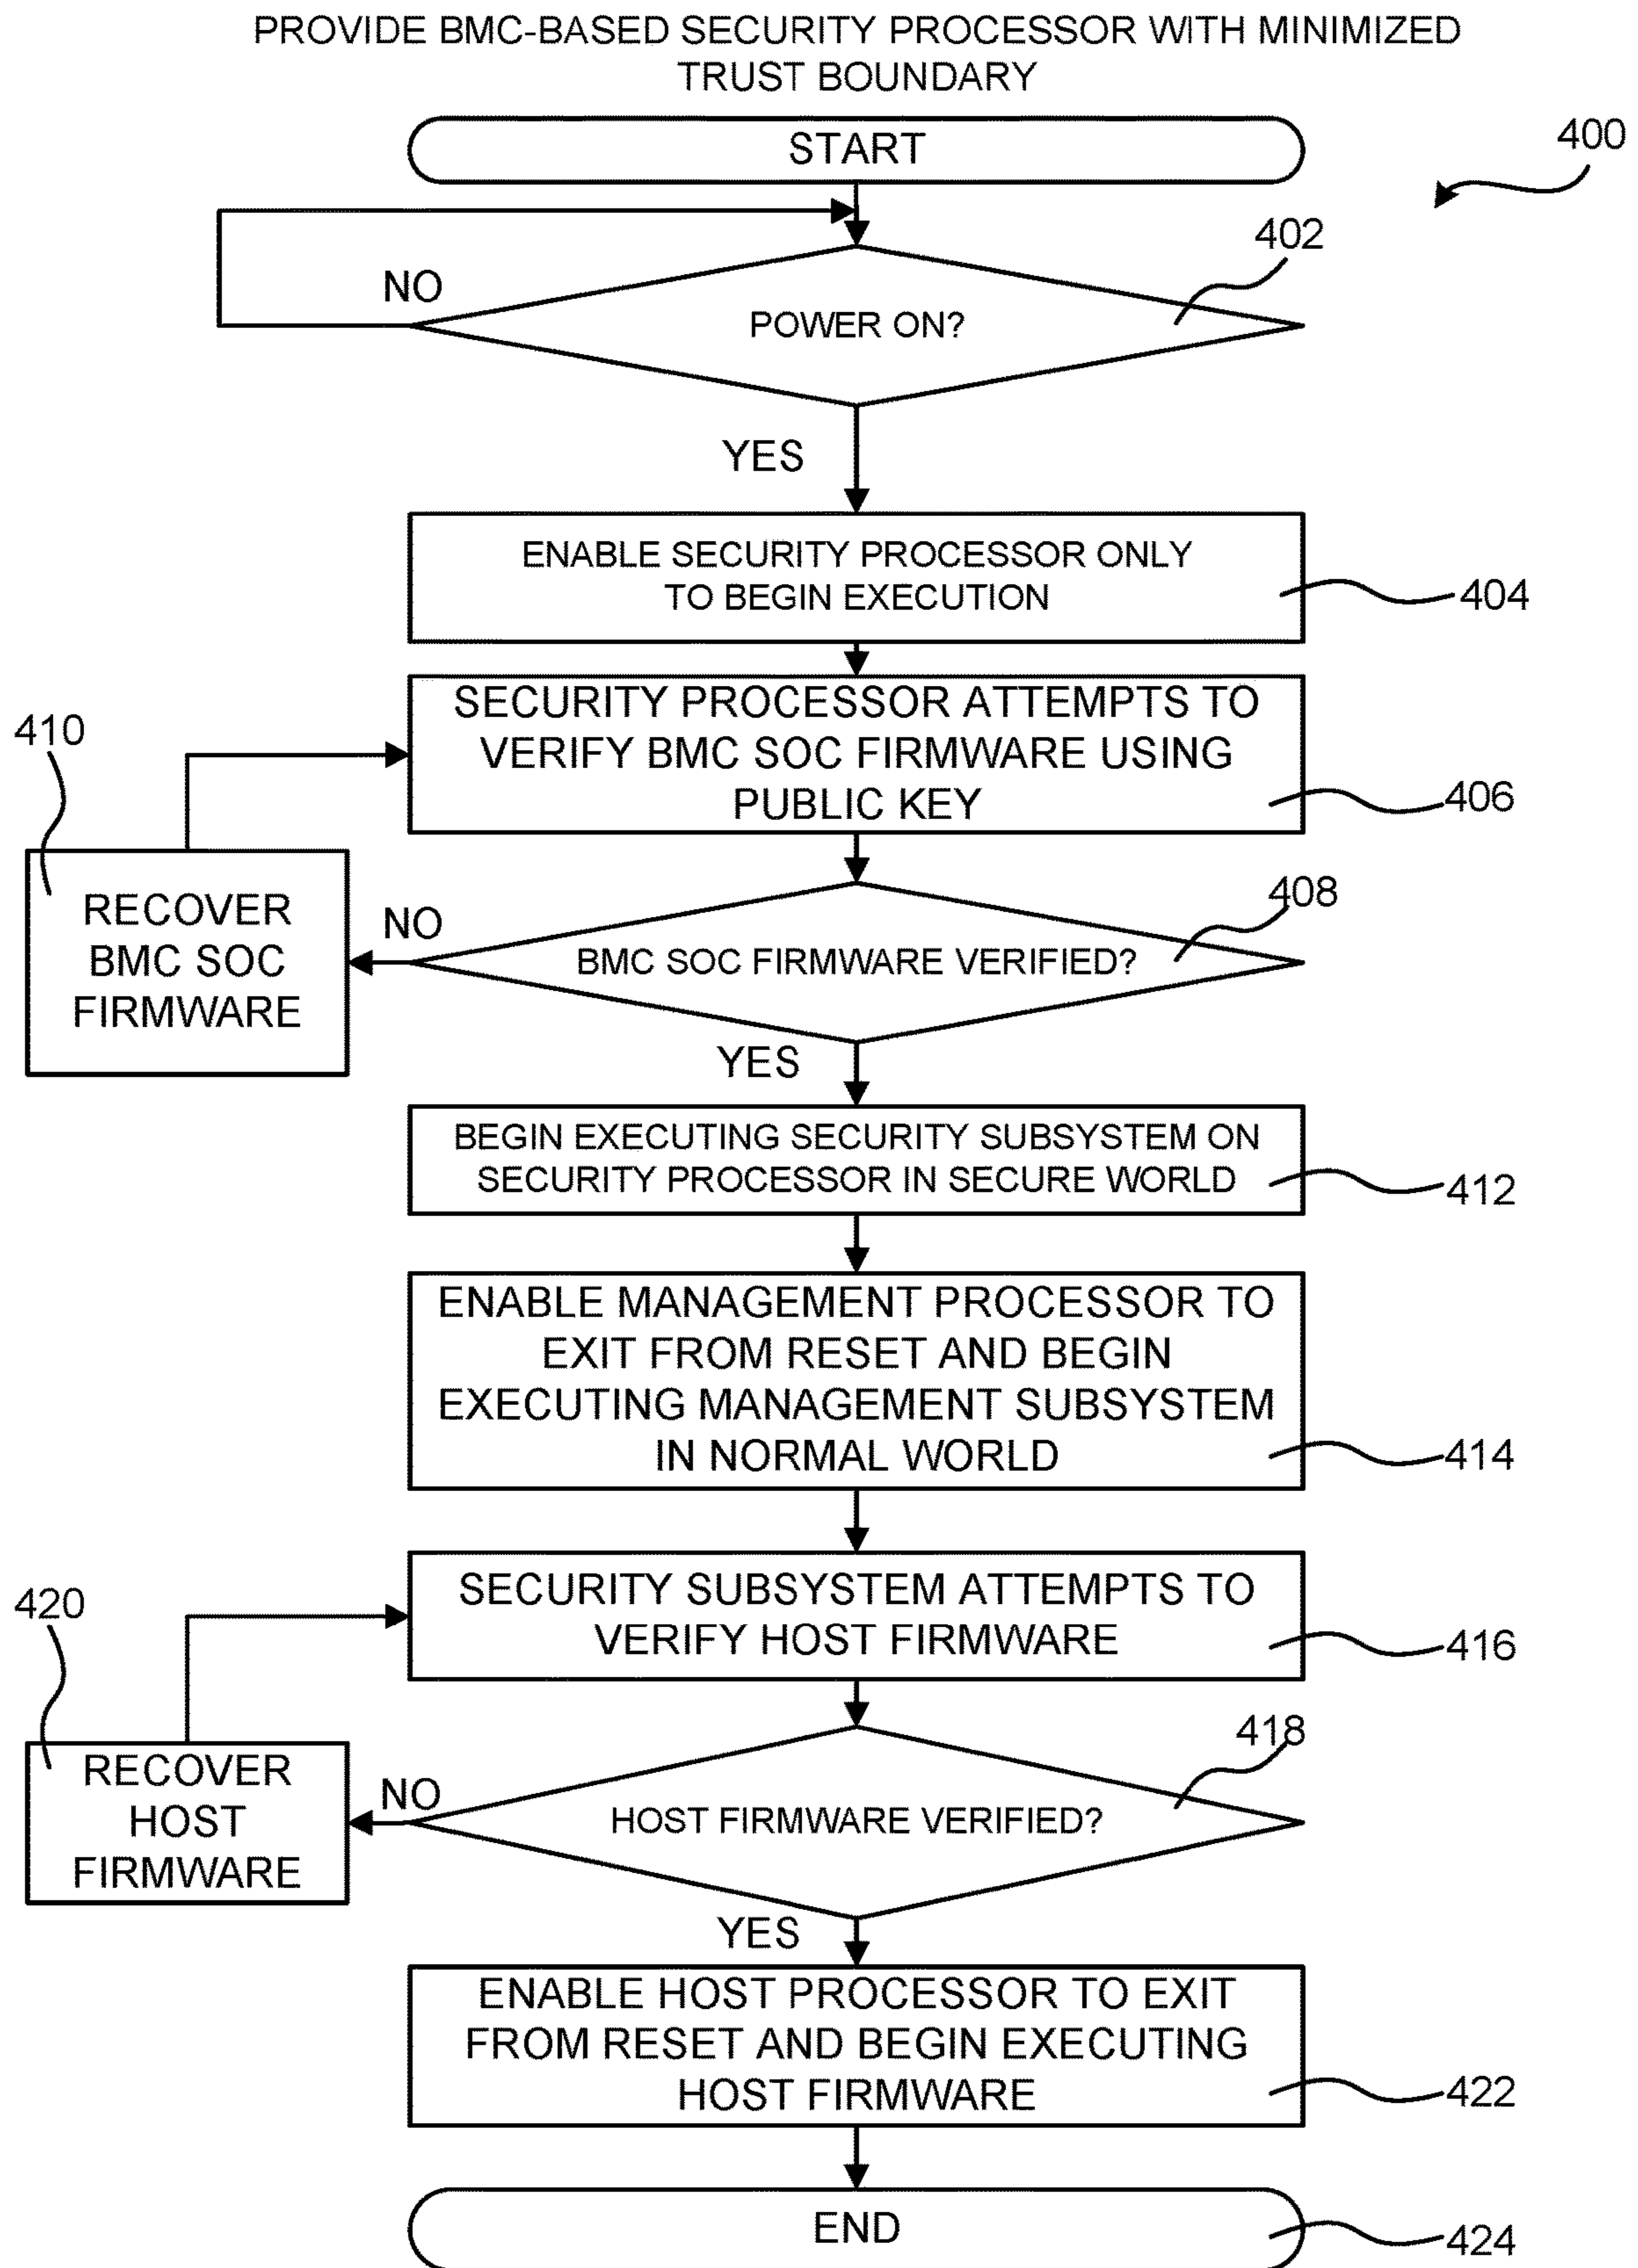 PROVIDE BMC-BASED SECURITY PROCESSOR WITH MINIMIZED
TRUST BOUNDARY
START
400
402
NO
POWER ON?
YES
ENABLE SECURITY PROCESSOR ONLY
TO BEGIN EXECUTION
404
SECURITY PROCESSOR ATTEMPTS TO
VERIFY BMC SOC FIRMWARE USING
PUBLIC KEY
406
410
RECOVER
BMC SOC
FIRMWARE
NO
408
BMC SOC FIRMWARE VERIFIED?
YES
BEGIN EXECUTING SECURITY SUBSYSTEM ON
SECURITY PROCESSOR IN SECURE WORLD
412
ENABLE MANAGEMENT PROCESSOR TO
EXIT FROM RESET AND BEGIN
EXECUTING MANAGEMENT SUBSYSTEM
IN NORMAL WORLD
414
SECURITY SUBSYSTEM ATTEMPTS TO
VERIFY HOST FIRMWARE
416
420
RECOVER
HOST
FIRMWARE
NO
418
HOST FIRMWARE VERIFIED?
YES
ENABLE HOST PROCESSOR TO EXIT
FROM RESET AND BEGIN EXECUTING
HOST FIRMWARE
422
END
424